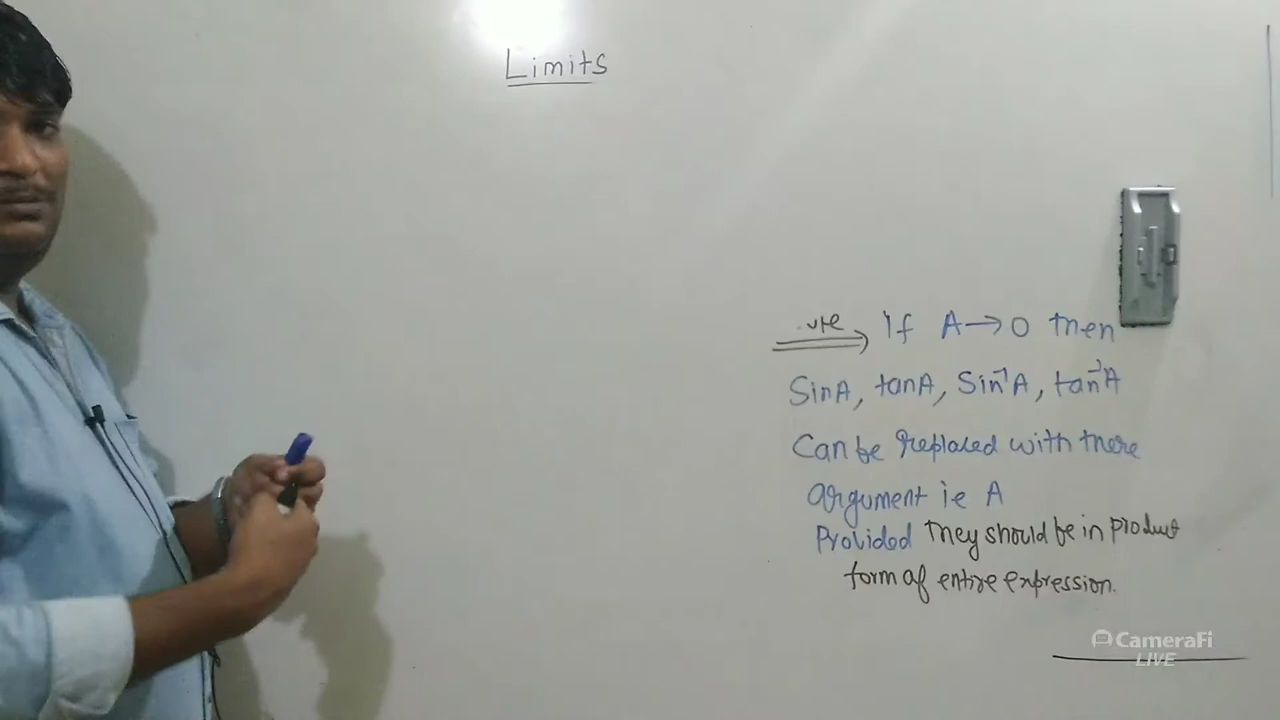 Limits
if A → 0 then
SinA, tanA, Sin⁻¹A, tan⁻¹A
Can be replaced with there
argument ie A
Provided They should be in product
form of entire expression.
CameraFi
LIVE